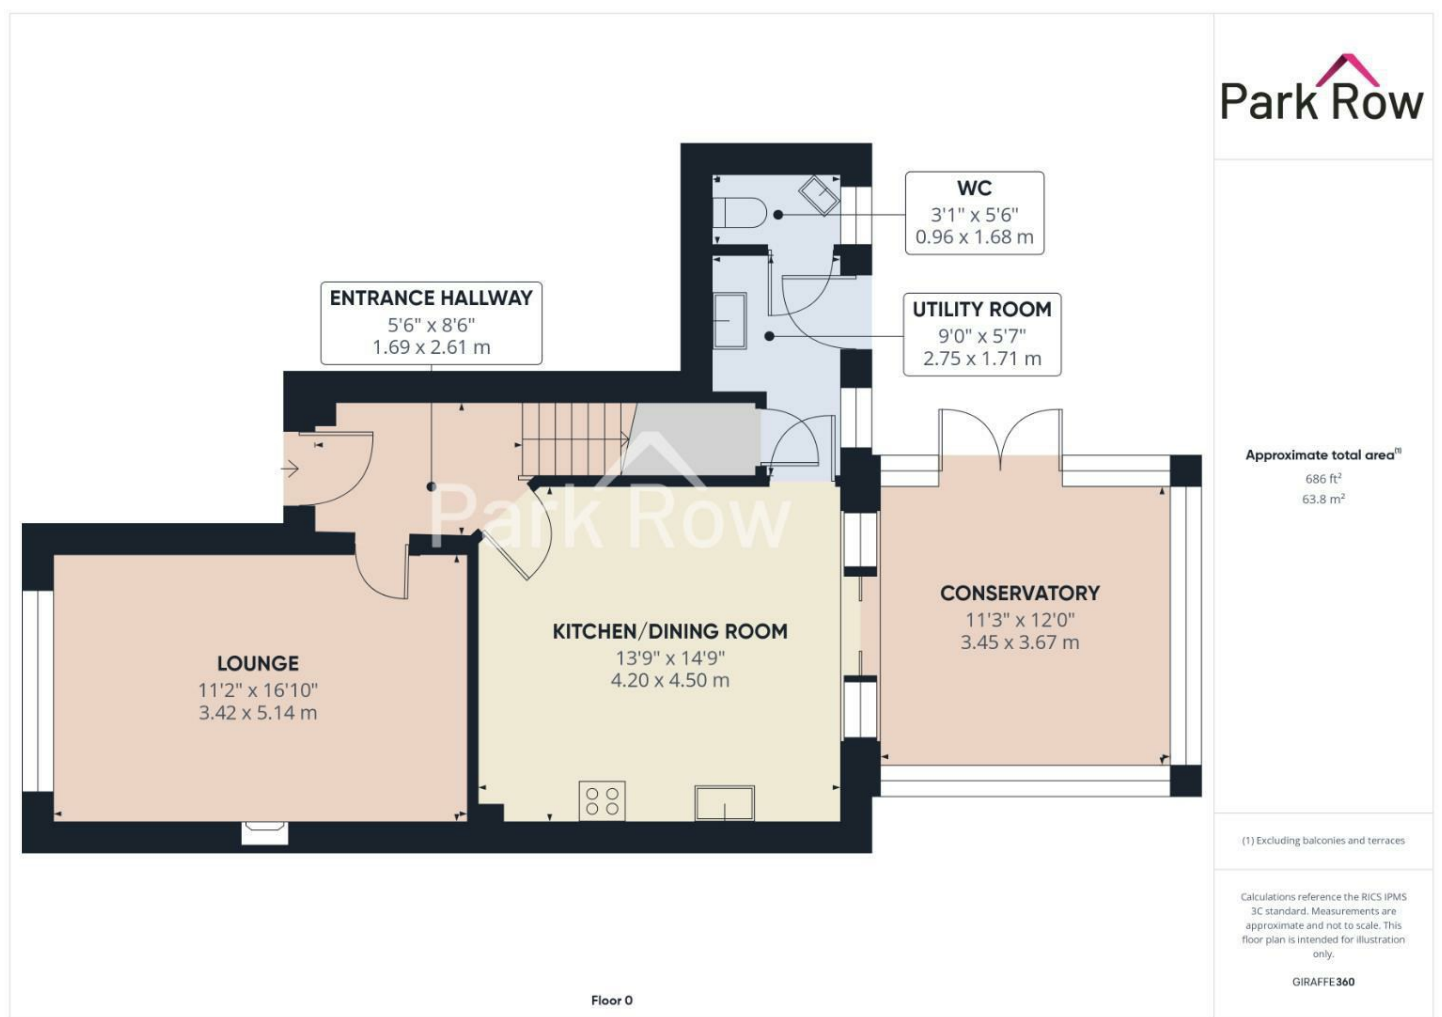 Park Row
WC
3'1" x 5'6"
0.96 x 1.68 m
ENTRANCE HALLWAY
5'6" x 8'6"
1.69 x 2.61 m
UTILITY ROOM
9'0" x 5'7"
2.75 x 1.71 m
Park Row
CONSERVATORY
11'3" x 12'0"
3.45 x 3.67 m
KITCHEN/DINING ROOM
13'9" x 14'9"
4.20 x 4.50 m
LOUNGE
11'2" x 16'10"
3.42 x 5.14 m
Approximate total area(1)
686 ft²
63.8 m²
(1) Excluding balconies and terraces
Calculations reference the RICS IPMS
3C standard. Measurements are
approximate and not to scale. This
floor plan is intended for illustration
only.
GIRAFFE360
Floor 0